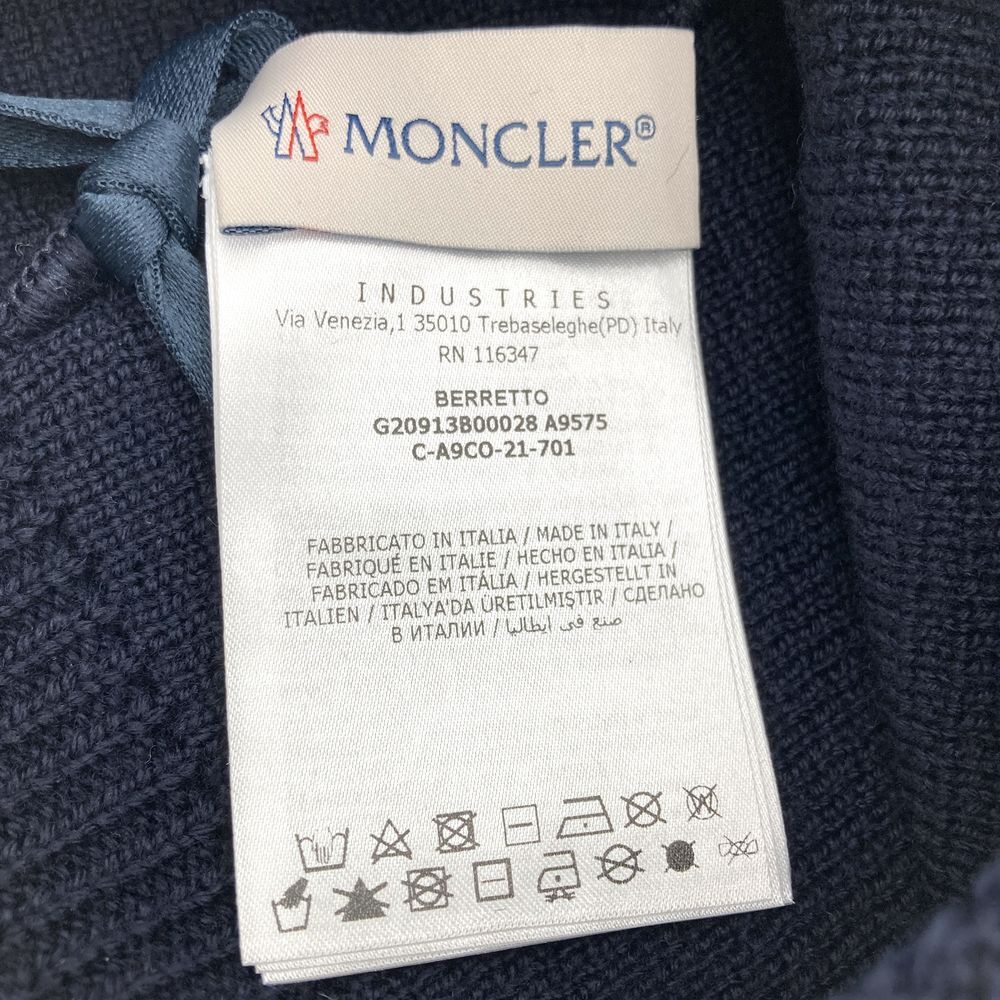 MONCLER®
INDUSTRIES
Via Venezia,1 35010 Trebaseleghe(PD) Italy
RN 116347
BERRETTO
G20913B00028 A9575
C-A9CO-21-701
FABBRICATO IN ITALIA / MADE IN ITALY /
FABRIQUÉ EN ITALIE / HECHO EN ITALIA /
FABRICADO EM ITÁLIA / HERGESTELLT IN
ITALIEN / ITALYA'DA ÜRETILMIŞTIR / СДЕЛАНО
В ИТАЛИИ / صنع في ايطاليا